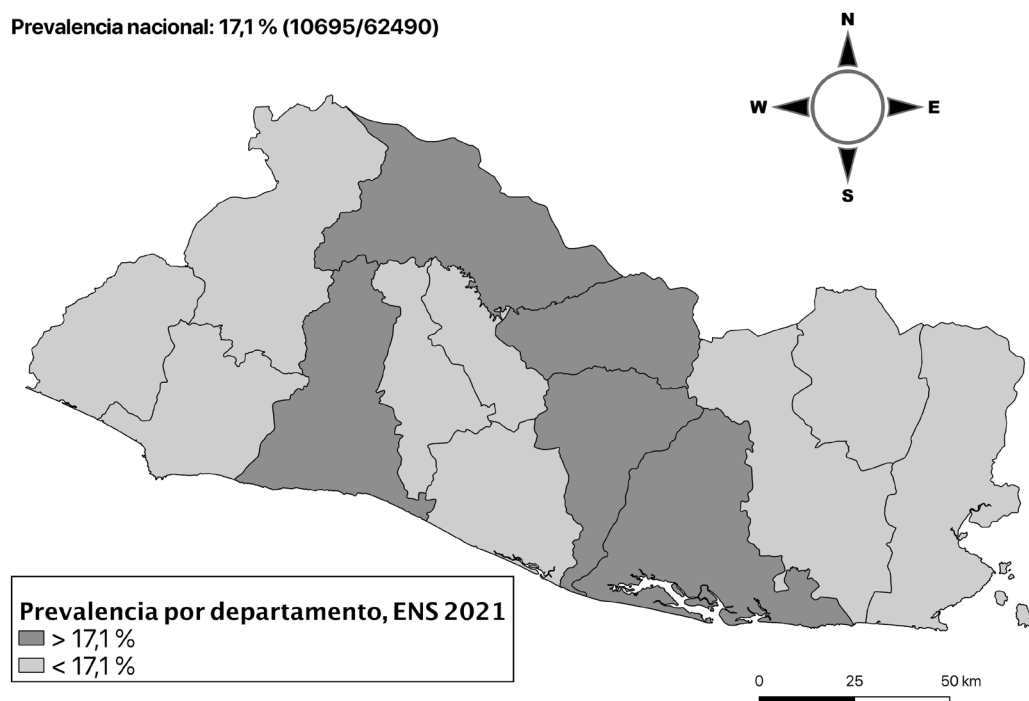 Prevalencia nacional: 17,1 % (10695/62490)
N
W E
S
Prevalencia por departamento, ENS 2021
> 17,1 %
< 17,1 %
0 25 50 km